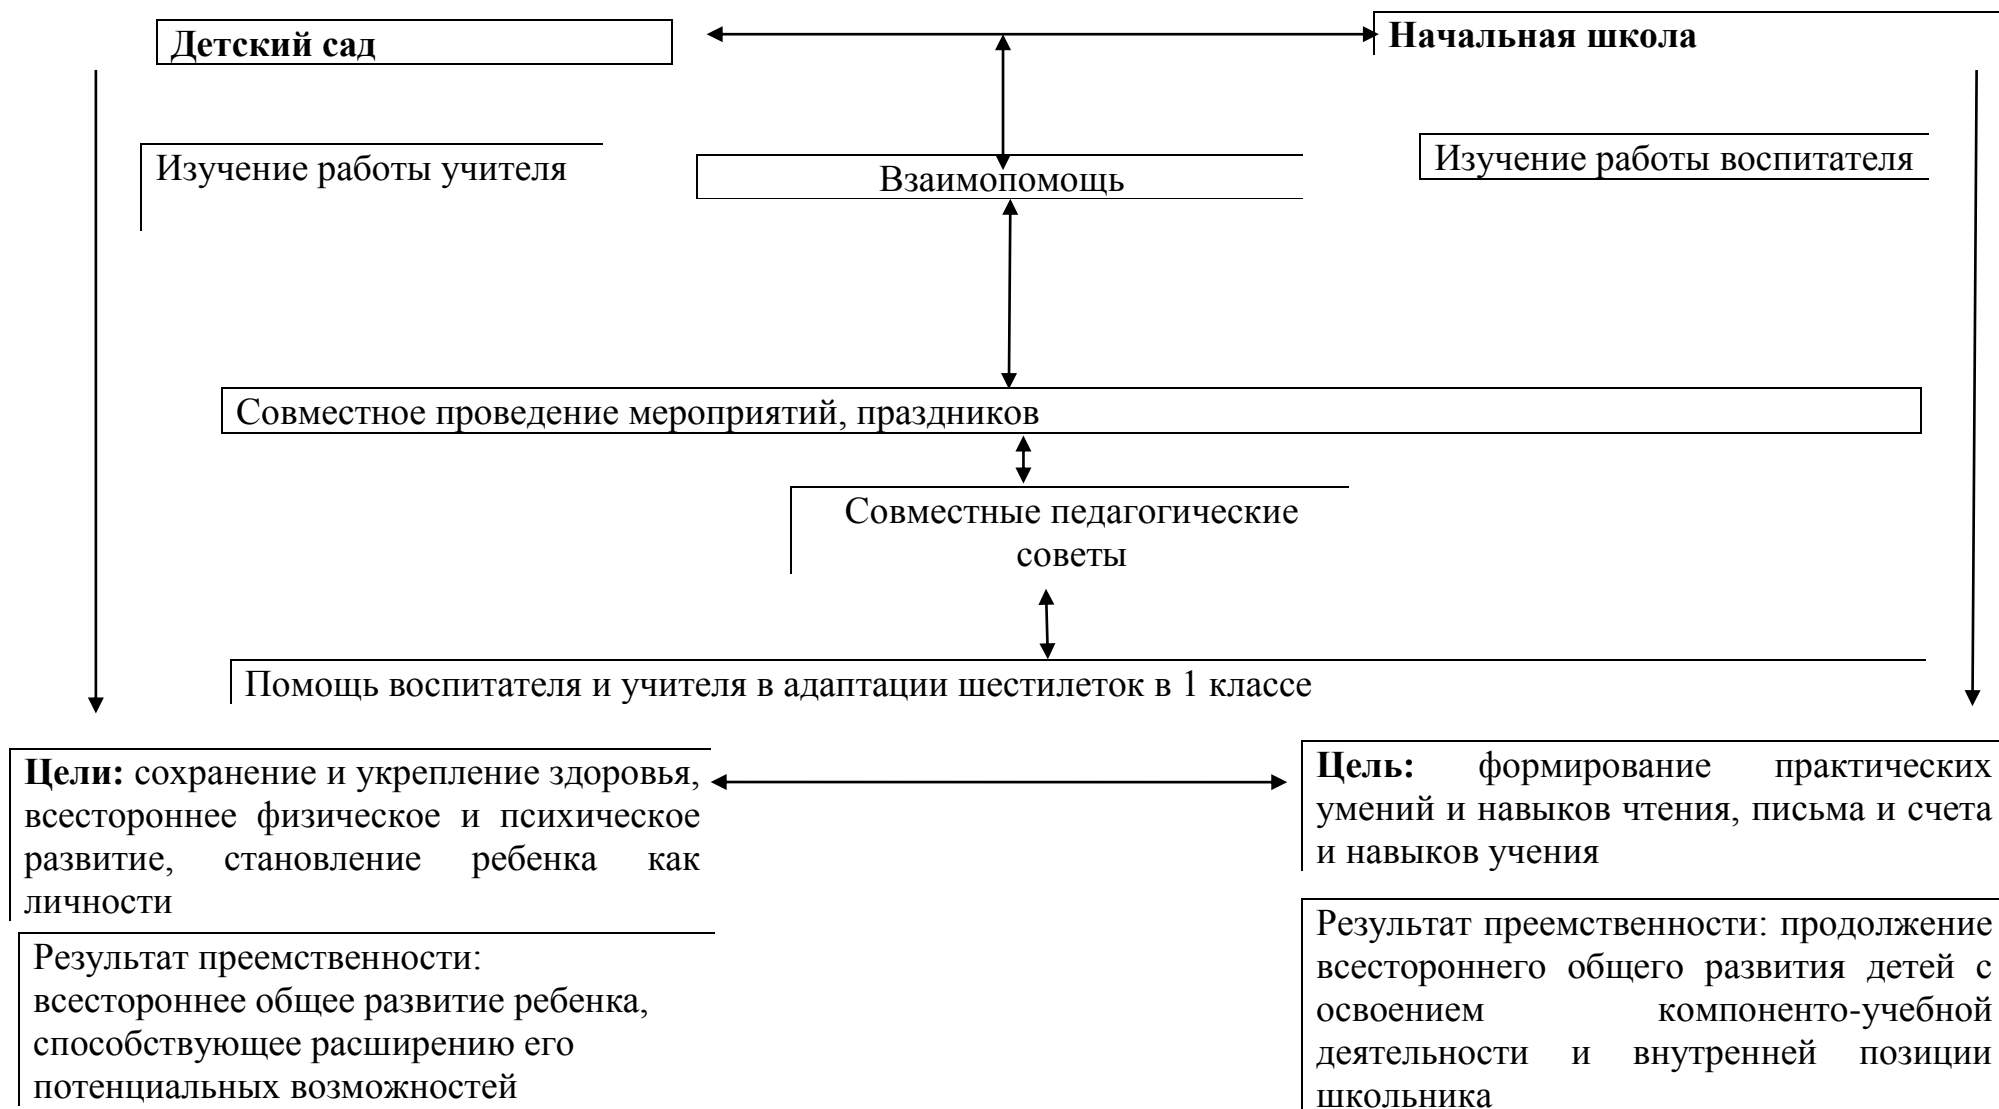 Детский сад
Начальная школа
Изучение работы учителя
Взаимопомощь
Изучение работы воспитателя
Совместное проведение мероприятий, праздников
Совместные педагогические
советы
Помощь воспитателя и учителя в адаптации шестилеток в 1 классе
Цели: сохранение и укрепление здоровья,
всестороннее физическое и психическое
развитие, становление ребенка как
личности
Цель: формирование практических
умений и навыков чтения, письма и счета
и навыков учения
Результат преемственности:
всестороннее общее развитие ребенка,
способствующее расширению его
потенциальных возможностей
Результат преемственности: продолжение
всестороннего общего развития детей с
освоением компоненто-учебной
деятельности и внутренней позиции
школьника